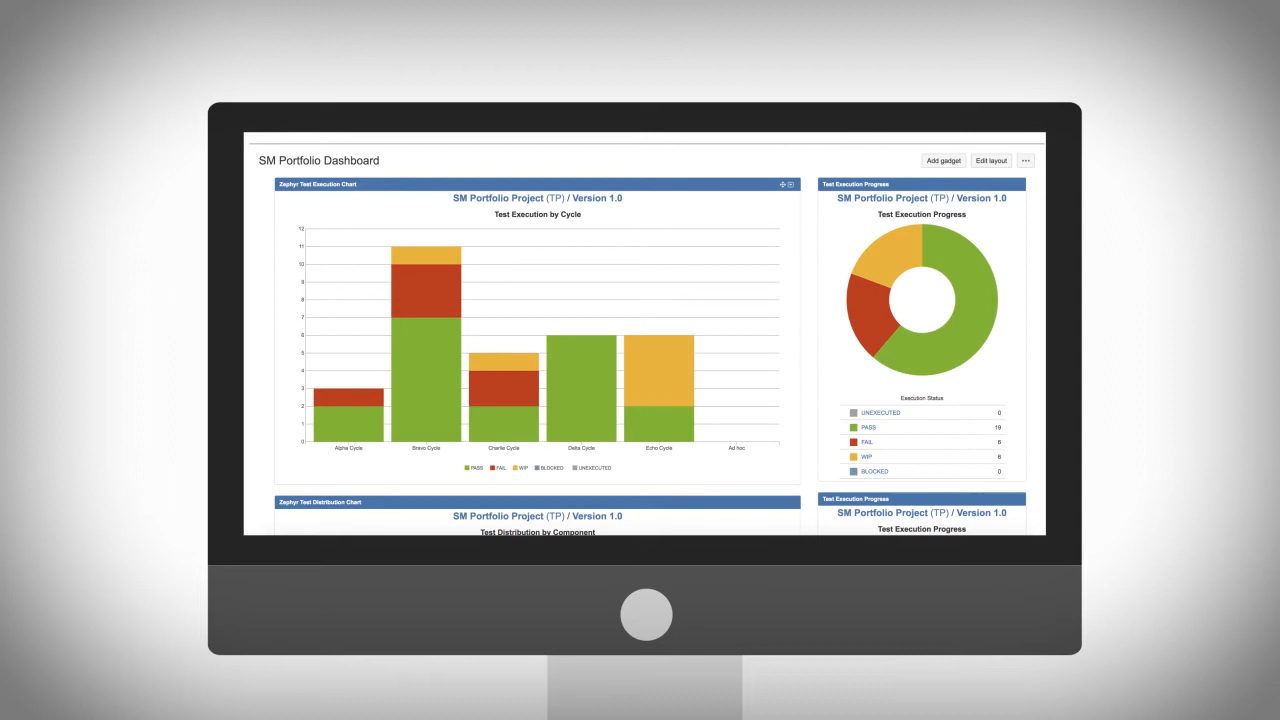 SM Portfolio Dashboard
Add gadget
Edit layout
Zephyr Test Execution Chart
SM Portfolio Project (TP) / Version 1.0
Test Execution by Cycle
12
11
10
9
8
7
6
5
4
3
2
1
0
Alpha Cycle Bravo Cycle Charlie Cycle Delta Cycle Echo Cycle Ad hoc
PASS FAIL WIP BLOCKED UNEXECUTED
Test Execution Progress
SM Portfolio Project (TP) / Version 1.0
Test Execution Progress
Execution Status
UNEXECUTED 0
PASS 19
FAIL 6
WIP 6
BLOCKED 0
Zephyr Test Distribution Chart
SM Portfolio Project (TP) / Version 1.0
Test Distribution by Component
Test Execution Progress
SM Portfolio Project (TP) / Version 1.0
Test Execution Progress